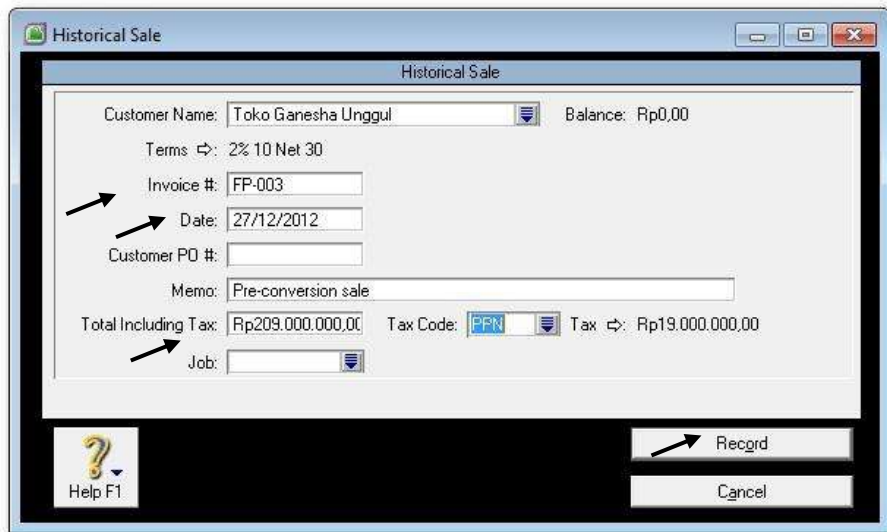 Historical Sale
Historical Sale
Customer Name: Toko Ganesha Unggul Balance: Rp0,00
Terms ⇨: 2% 10 Net 30
Invoice #: FP-003
Date: 27/12/2012
Customer PO #:
Memo: Pre-conversion sale
Total Including Tax: Rp209.000.000,00 Tax Code: PPN Tax ⇨: Rp19.000.000,00
Job:
Record
Help F1
Cancel